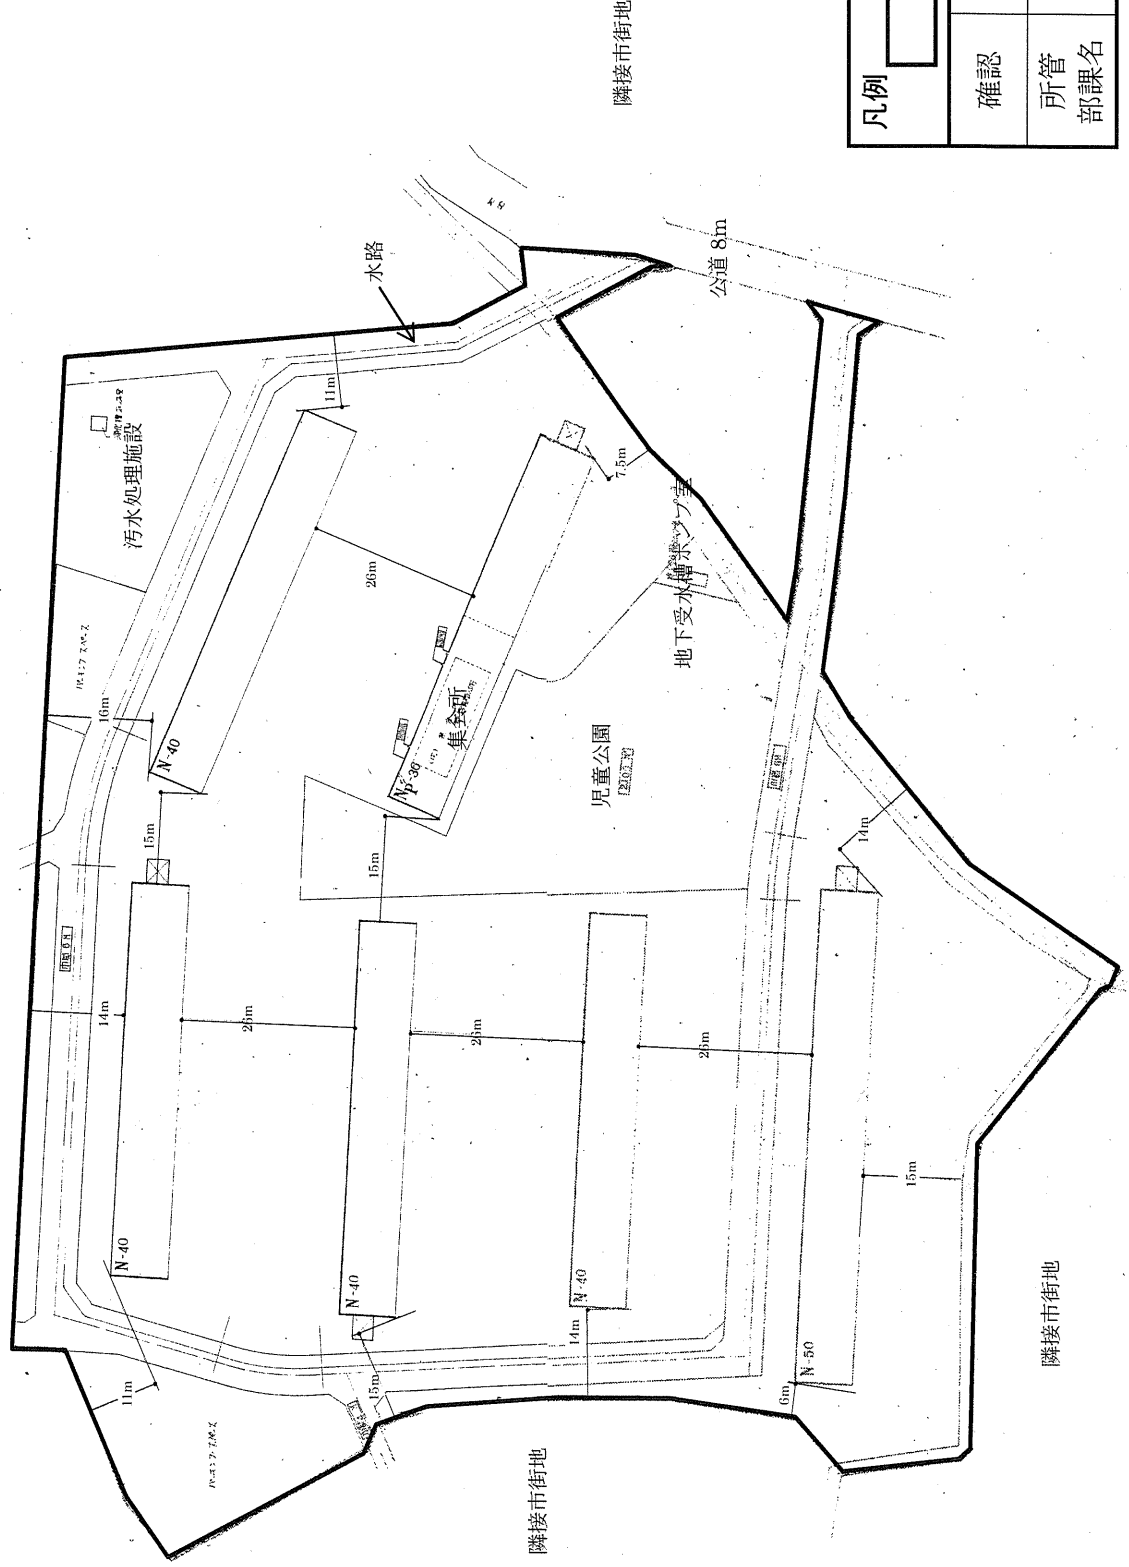 隣接市街地
凡例
確認
所管
部課名
水路
公道 8m
汚水処理施設
11m
7.5m
26m
地下受水槽ポンプ室
16m
N-40
集会所
児童公園
15m
15m
14m
14m
26m
26m
26m
15m
N-40
N-40
N-40
14m
N-50
6m
11m
15m
隣接市街地
隣接市街地